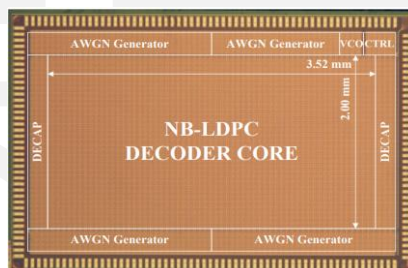 AWGN Generator AWGN Generator VCO CTRL
3.52 mm
2.00 mm
DECAP
NB-LDPC
DECODER CORE
DECAP
AWGN Generator AWGN Generator